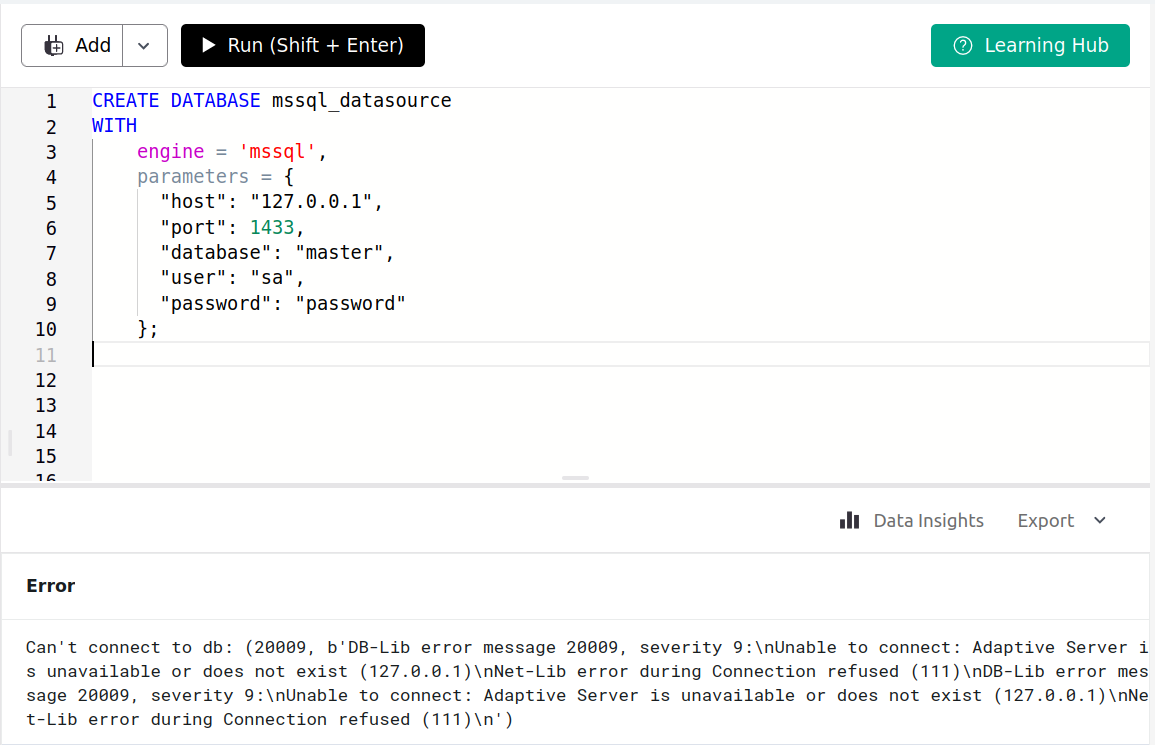 Add
Run (Shift + Enter)
Learning Hub
1 CREATE DATABASE mssql_datasource
2 WITH
3     engine = 'mssql',
4     parameters = {
5       "host": "127.0.0.1",
6       "port": 1433,
7       "database": "master",
8       "user": "sa",
9       "password": "password"
10     };
11
12
13
14
15
16
Data Insights
Export
Error
Can't connect to db: (20009, b'DB-Lib error message 20009, severity 9:\nUnable to connect: Adaptive Server i
s unavailable or does not exist (127.0.0.1)\nNet-Lib error during Connection refused (111)\nDB-Lib error mes
sage 20009, severity 9:\nUnable to connect: Adaptive Server is unavailable or does not exist (127.0.0.1)\nNe
t-Lib error during Connection refused (111)\n')